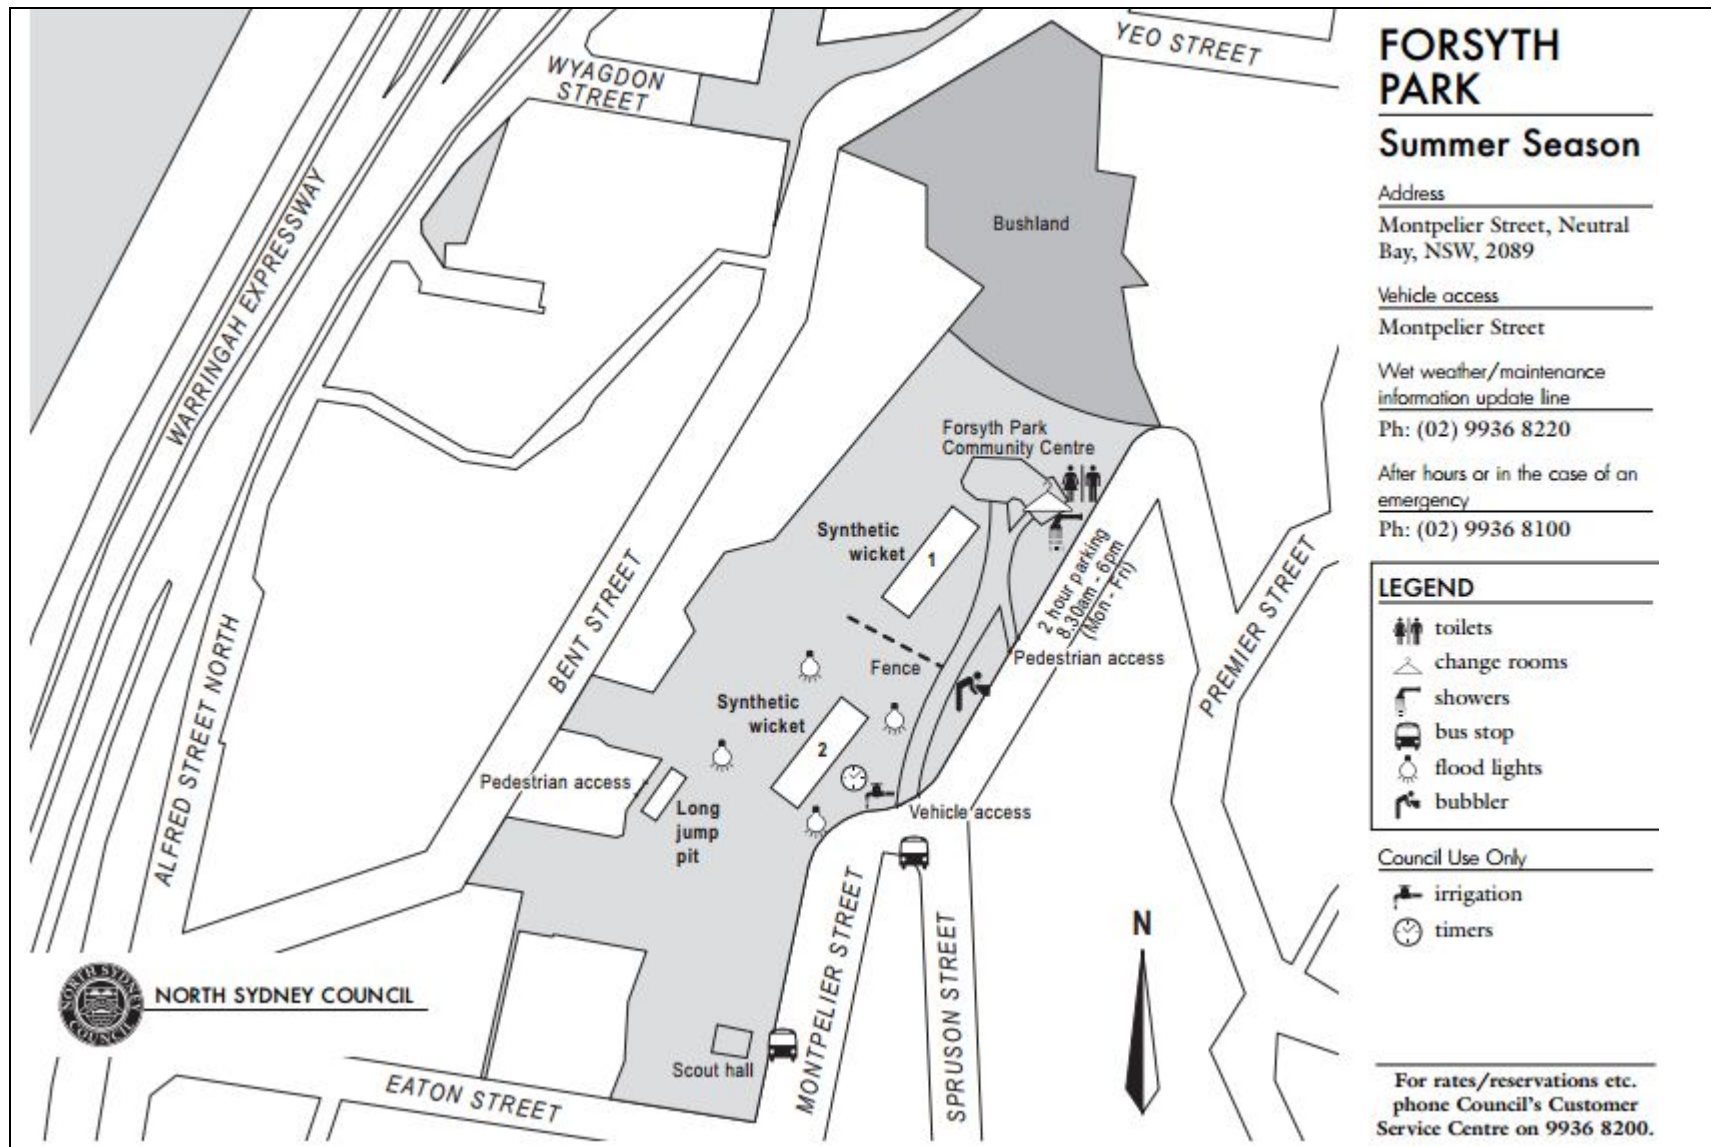 FORSYTH
PARK
Summer Season
Address
Montpelier Street, Neutral
Bay, NSW, 2089
Vehicle access
Montpelier Street
Wet weather/maintenance
information update line
Ph: (02) 9936 8220
After hours or in the case of an
emergency
Ph: (02) 9936 8100
LEGEND
toilets
change rooms
showers
bus stop
flood lights
bubbler
Council Use Only
irrigation
timers
For rates/reservations etc.
phone Council's Customer
Service Centre on 9936 8200.
YEO STREET
WYAGDON
STREET
WARRINGAH EXPRESSWAY
Bushland
Forsyth Park
Community Centre
Synthetic
wicket
1
2 hour parking
8.30am - 6pm
(Mon - Fri)
BENT STREET
PREMIER STREET
ALFRED STREET NORTH
Fence
Pedestrian access
Synthetic
wicket
2
Pedestrian access
Long
jump
pit
Vehicle access
MONTPELIER STREET
SPRUSON STREET
N
NORTH SYDNEY
COUNCIL
NORTH SYDNEY COUNCIL
Scout hall
EATON STREET